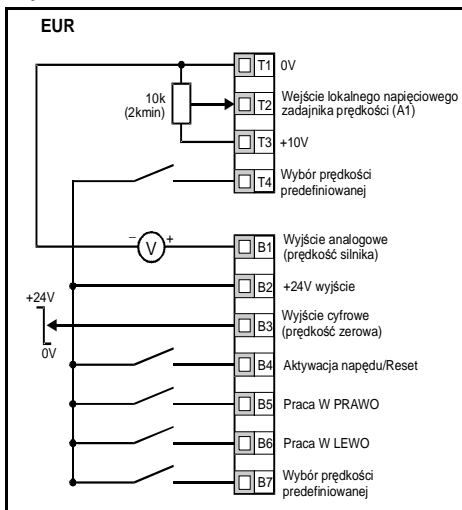 EUR
T1 0V
10k
(2kmin)
T2 Wejście lokalnego napięciowego
zadajnika prędkości (A1)
T3 +10V
T4 Wybór prędkości
predefiniowanej
− V +
B1 Wyjście analogowe
(prędkość silnika)
B2 +24V wyjście
+24V
0V
B3 Wyjście cyfrowe
(prędkość zerowa)
B4 Aktywacja napędu/Reset
B5 Praca W PRAWO
B6 Praca W LEWO
B7 Wybór prędkości
predefiniowanej